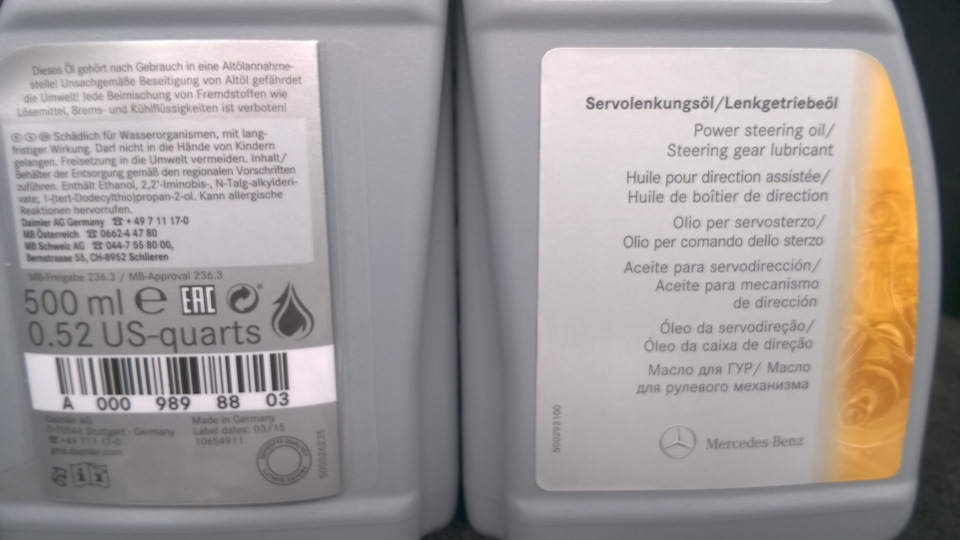 Dieses Öl gehört nach Gebrauch in eine Altölannahme-
stelle! Unsachgemäße Beseitigung von Altöl gefährdet
die Umwelt! Jede Beimischung von Fremdstoffen wie
Lösemittel, Brems- und Kühlflüssigkeiten ist verboten!
Schädlich für Wasserorganismen, mit lang-
fristiger Wirkung. Darf nicht in die Hände von Kindern
gelangen. Freisetzung in die Umwelt vermeiden. Inhalt/
Behälter der Entsorgung gemäß den regionalen Vorschriften
zuführen. Enthält Ethanol, 2,2'-Iminobis-, N-Talg-alkylderi-
vate; 1-(tert-Dodecylthio)propan-2-ol. Kann allergische
Reaktionen hervorrufen.
Daimler AG Germany ☎ + 49 7 11 17-0
MB Österreich ☎ 0662-4 47 80
MB Schweiz AG ☎ 044-7 55 80 00,
Bernstrasse 55, CH-8952 Schlieren
MB-Freigabe 236.3 / MB-Approval 236.3
500 ml e EAC
0.52 US-quarts
A 000 989 88 03
Daimler AG
D-70546 Stuttgart - Germany
☎ +49 711 17-0
gms.daimler.com
Made in Germany
Label dates: 03/15
10654911
Servolenkungsöl/Lenkgetriebeöl
Power steering oil/
Steering gear lubricant
Huile pour direction assistée/
Huile de boîtier de direction
Olio per servosterzo/
Olio per comando dello sterzo
Aceite para servodirección/
Aceite para mecanismo
de dirección
Óleo da servodireção/
Óleo da caixa de direção
Масло для ГУР/ Масло
для рулевого механизма
500293100
Mercedes-Benz